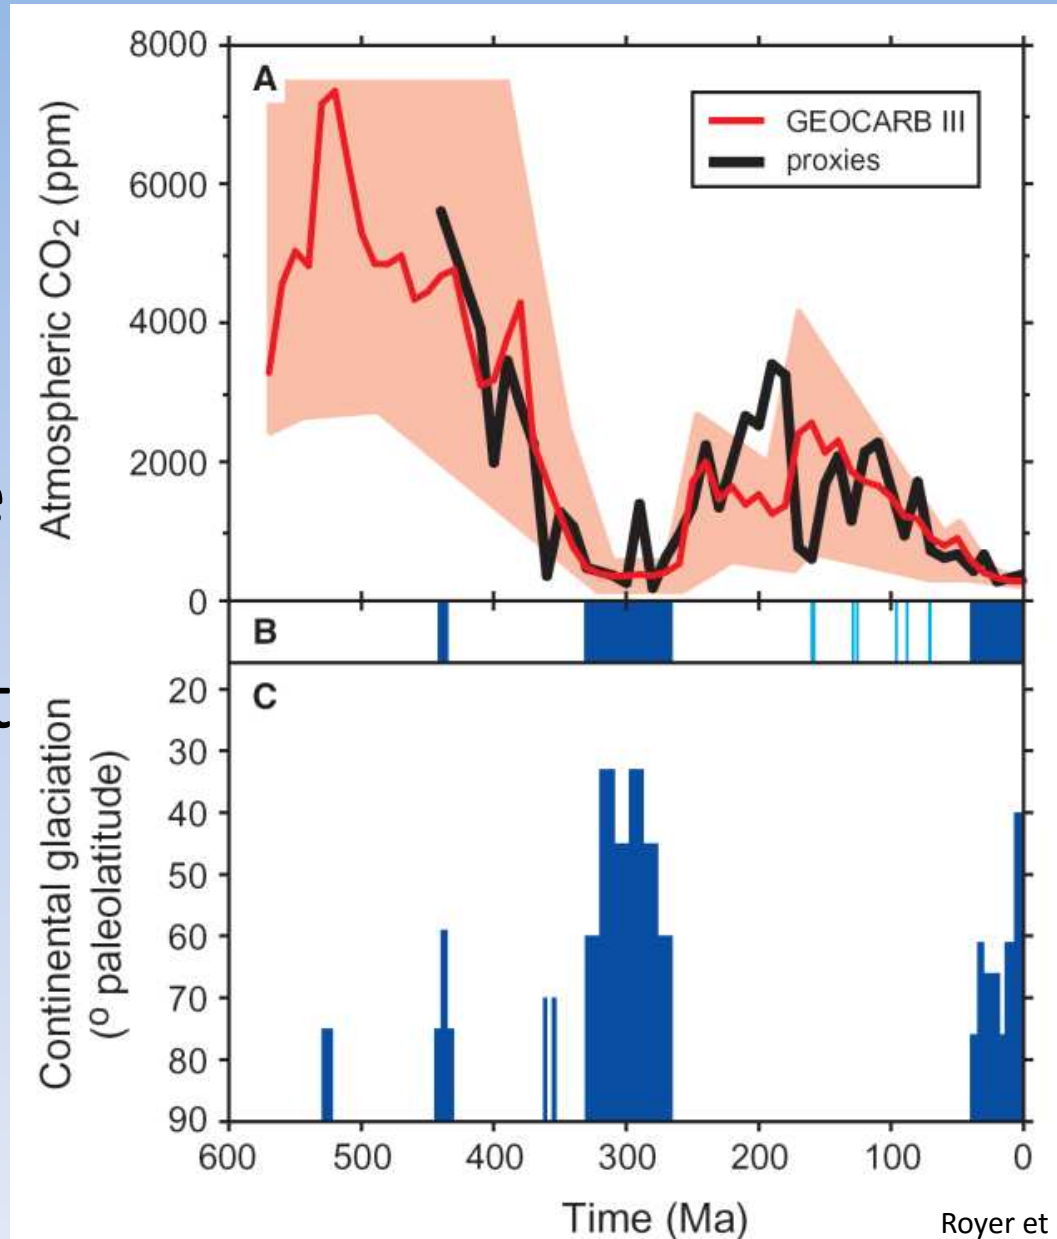 8000
A
GEOCARB III
proxies
6000
4000
2000
0
Atmospheric CO₂ (ppm)
B
C
20
30
40
50
60
70
80
90
Continental glaciation
(º paleolatitude)
600 500 400 300 200 100 0
Time (Ma)
Royer et